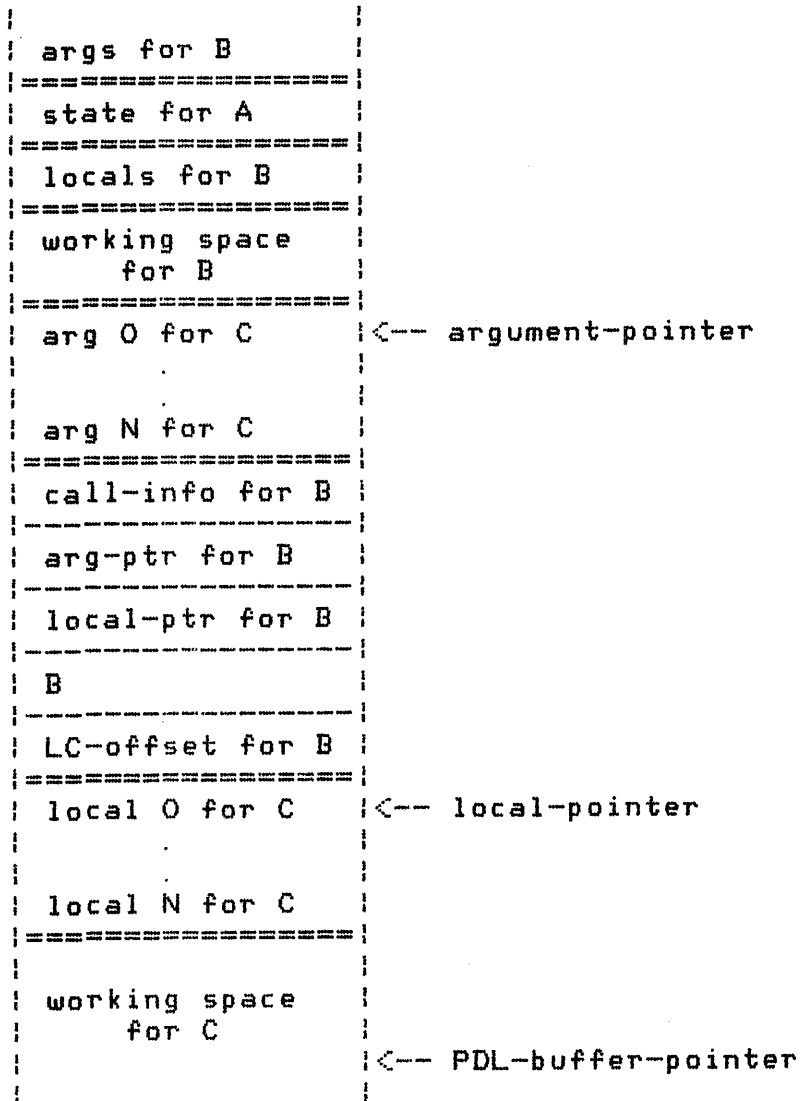 args for B
state for A
locals for B
working space
for B
arg 0 for C <-- argument-pointer
.
.
arg N for C
call-info for B
arg-ptr for B
local-ptr for B
B
LC-offset for B
local 0 for C <-- local-pointer
.
.
local N for C
working space
for C
<-- PDL-buffer-pointer